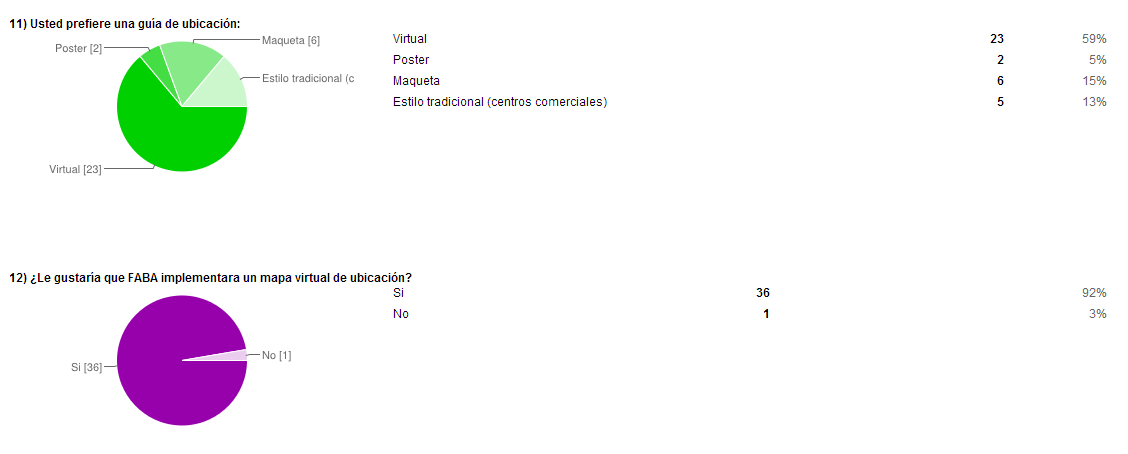 11) Usted prefiere una guía de ubicación:
Poster [2]
Maqueta [6]
Estilo tradicional (c
Virtual [23]
Virtual 23 59%
Poster 2 5%
Maqueta 6 15%
Estilo tradicional (centros comerciales) 5 13%
12) ¿Le gustaría que FABA implementara un mapa virtual de ubicación?
Si [36]
No [1]
Si 36 92%
No 1 3%